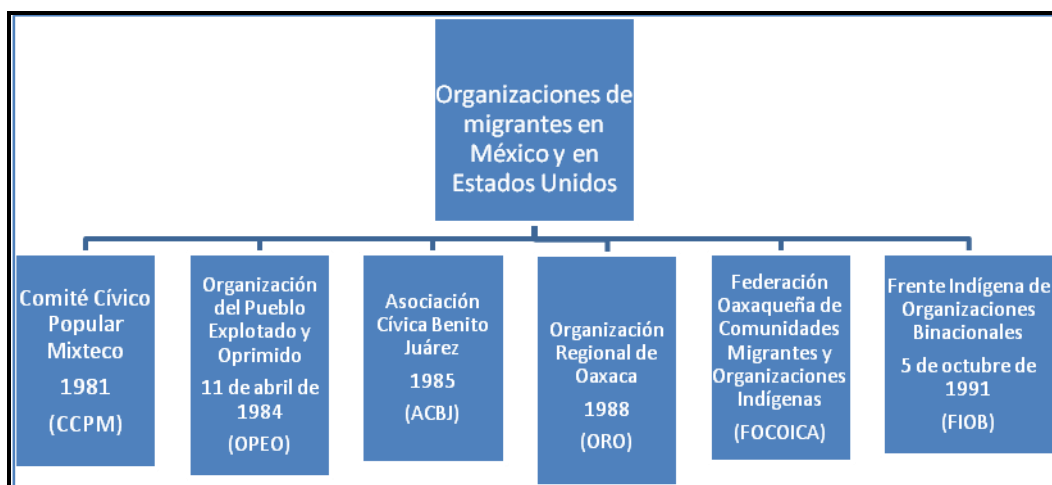 Organizaciones de
migrantes en
México y en
Estados Unidos
Comité Cívico
Popular
Mixteco
1981
(CCPM)
Organización
del Pueblo
Explotado y
Oprimido
11 de abril de
1984
(OPEO)
Asociación
Cívica Benito
Juárez
1985
(ACBJ)
Organización
Regional de
Oaxaca
1988
(ORO)
Federación
Oaxaqueña de
Comunidades
Migrantes y
Organizaciones
Indígenas
(FOCOICA)
Frente Indígena de
Organizaciones
Binacionales
5 de octubre de
1991
(FIOB)